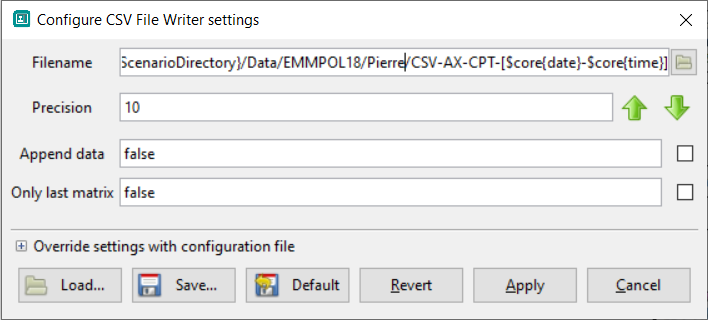 Configure CSV File Writer settings
Filename ScenarioDirectory}/Data/EMMPOL18/Pierre/CSV-AX-CPT-[$core{date}-$core{time}]
Precision 10
Append data false
Only last matrix false
Override settings with configuration file
Load... Save... Default Revert Apply Cancel